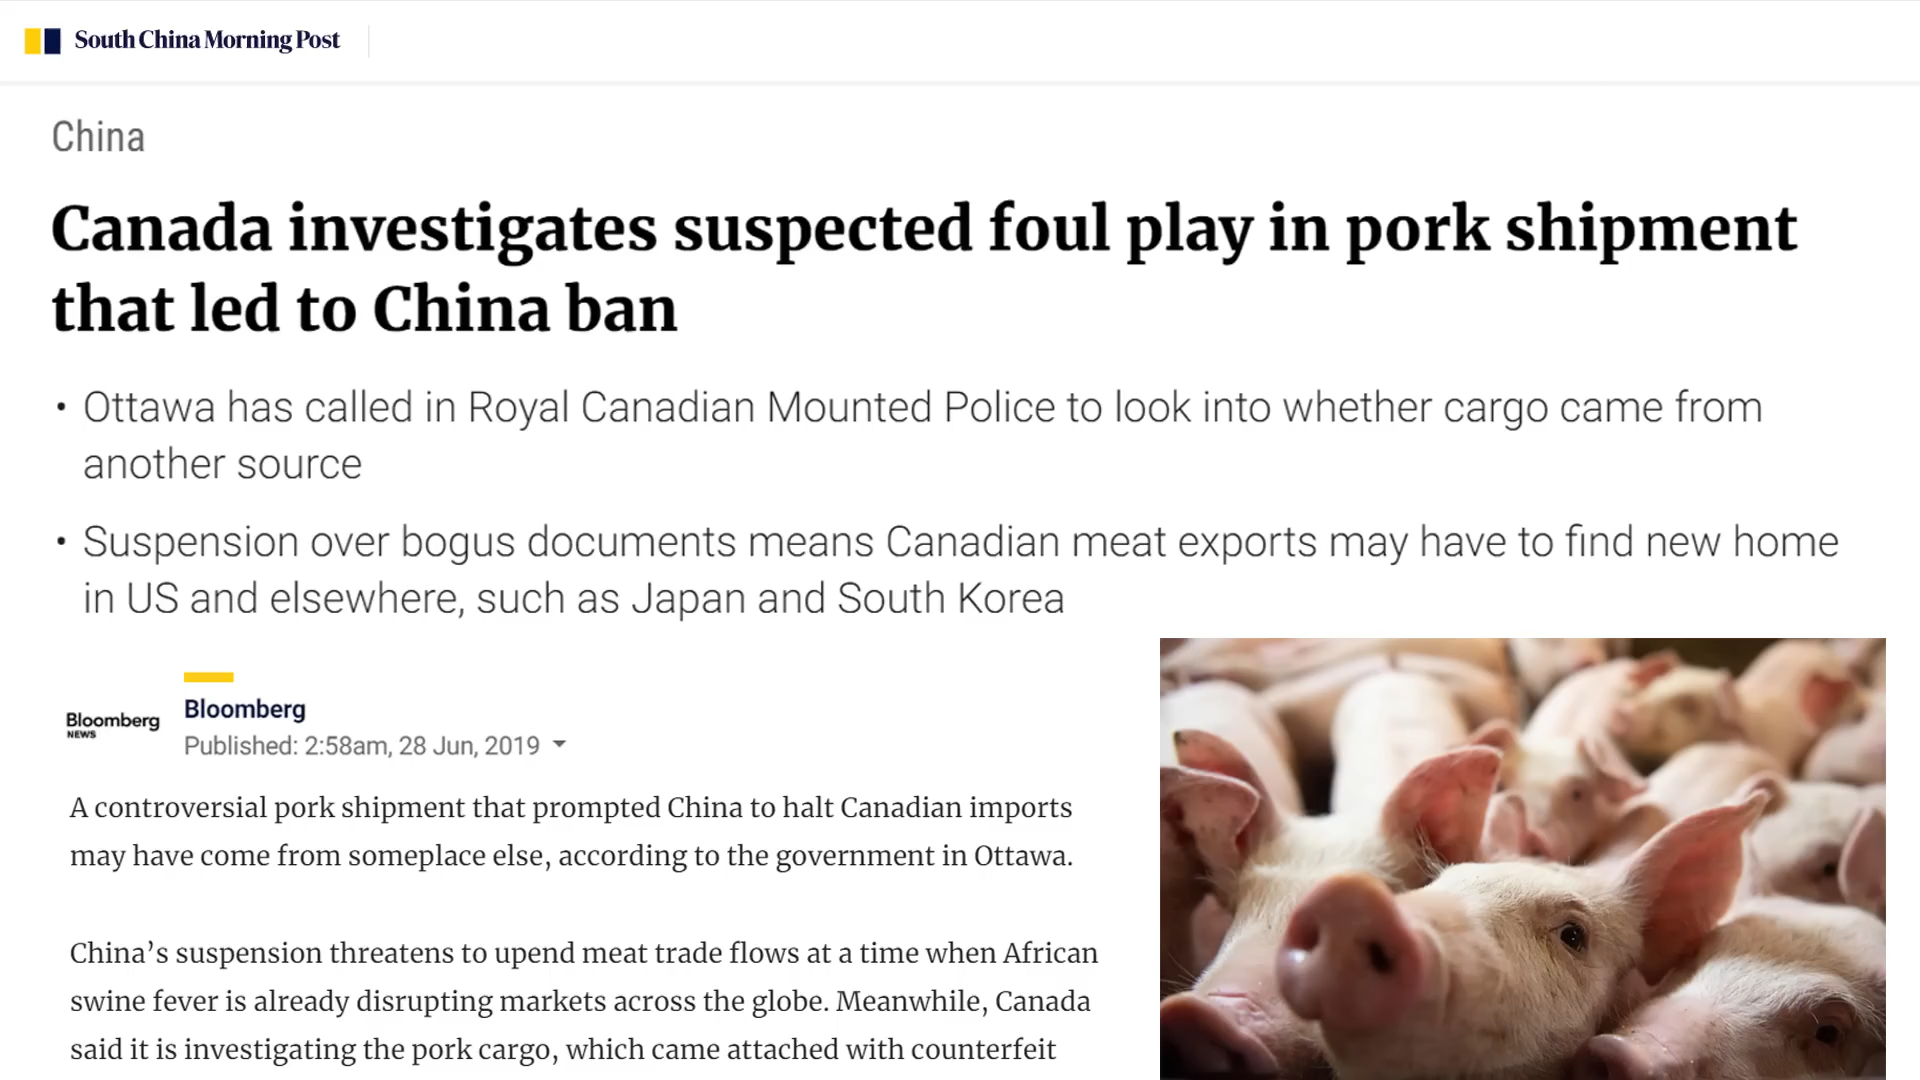 South China Morning Post
China
Canada investigates suspected foul play in pork shipment
that led to China ban
• Ottawa has called in Royal Canadian Mounted Police to look into whether cargo came from
another source
• Suspension over bogus documents means Canadian meat exports may have to find new home
in US and elsewhere, such as Japan and South Korea
Bloomberg
NEWS
Bloomberg
Published: 2:58am, 28 Jun, 2019
A controversial pork shipment that prompted China to halt Canadian imports
may have come from someplace else, according to the government in Ottawa.
China’s suspension threatens to upend meat trade flows at a time when African
swine fever is already disrupting markets across the globe. Meanwhile, Canada
said it is investigating the pork cargo, which came attached with counterfeit